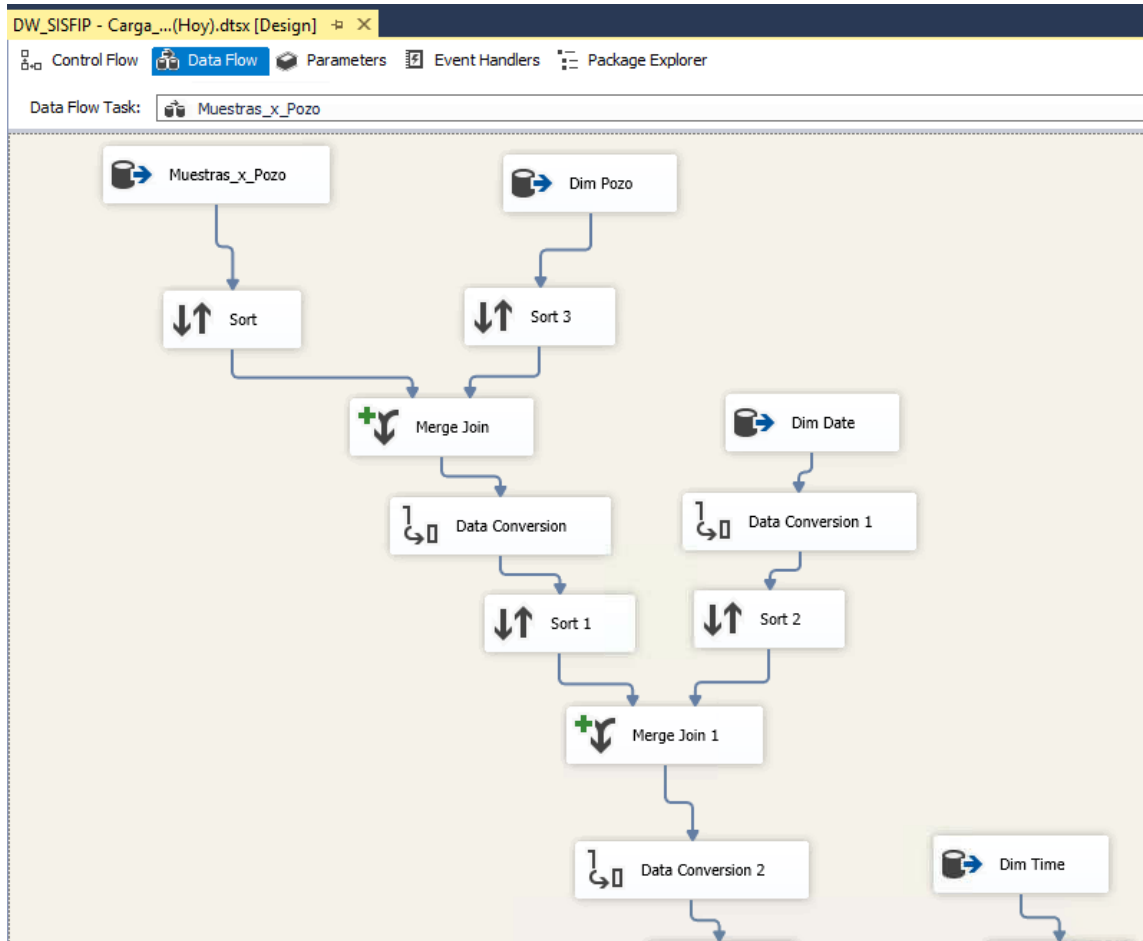 DW_SISFIP - Carga_...(Hoy).dtsx [Design]
Control Flow Data Flow Parameters Event Handlers Package Explorer
Data Flow Task: Muestras_x_Pozo
Muestras_x_Pozo
Dim Pozo
Sort
Sort 3
Merge Join
Dim Date
Data Conversion
Data Conversion 1
Sort 1
Sort 2
Merge Join 1
Data Conversion 2
Dim Time